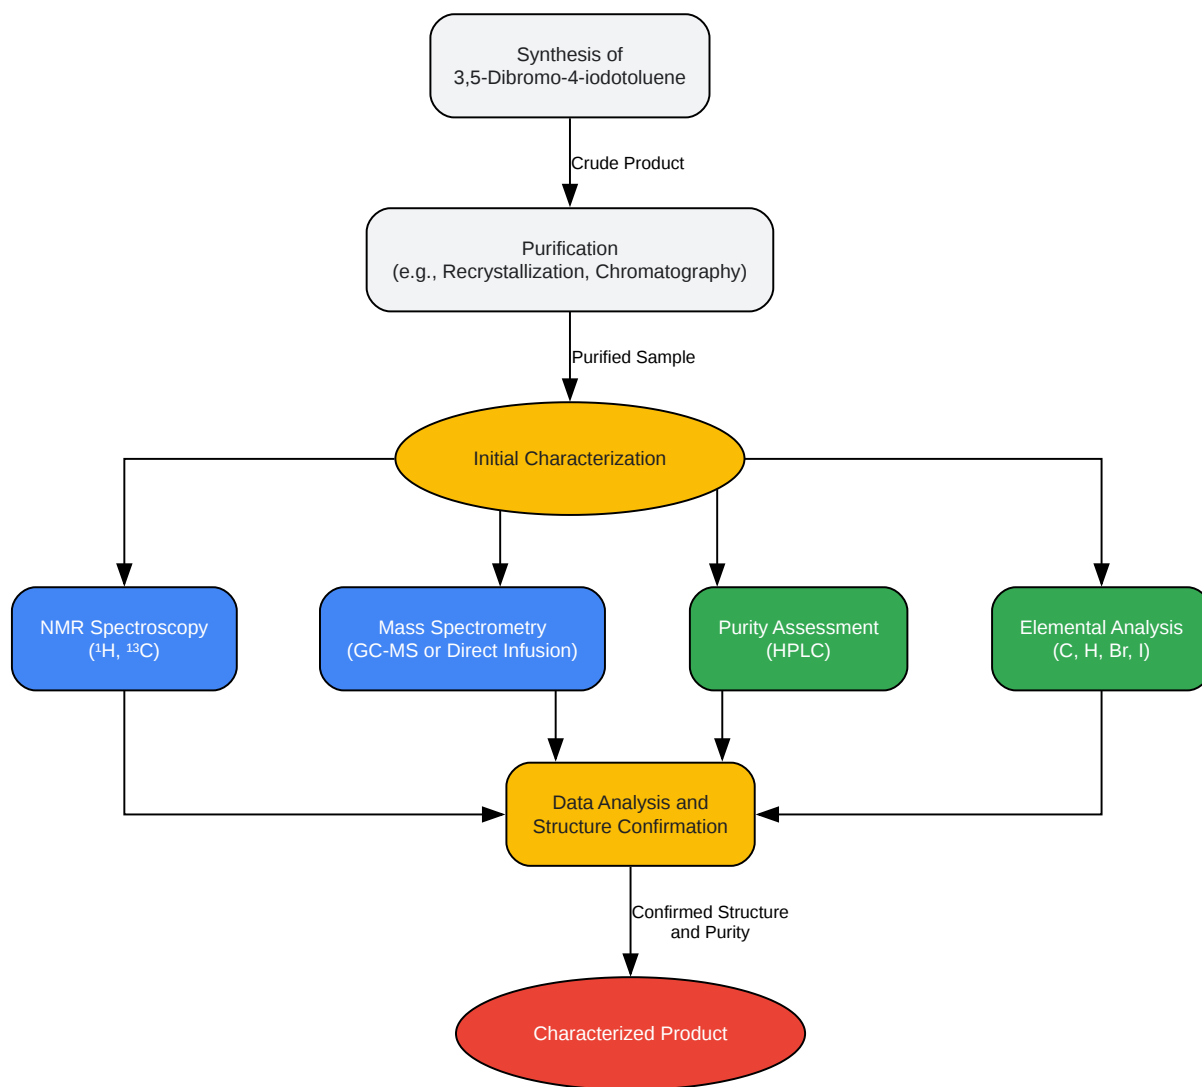 Synthesis of
3,5-Dibromo-4-iodotoluene
Crude Product
Purification
(e.g., Recrystallization, Chromatography)
Purified Sample
Initial Characterization
NMR Spectroscopy
(¹H, ¹³C)
Mass Spectrometry
(GC-MS or Direct Infusion)
Purity Assessment
(HPLC)
Elemental Analysis
(C, H, Br, I)
Data Analysis and
Structure Confirmation
Confirmed Structure
and Purity
Characterized Product